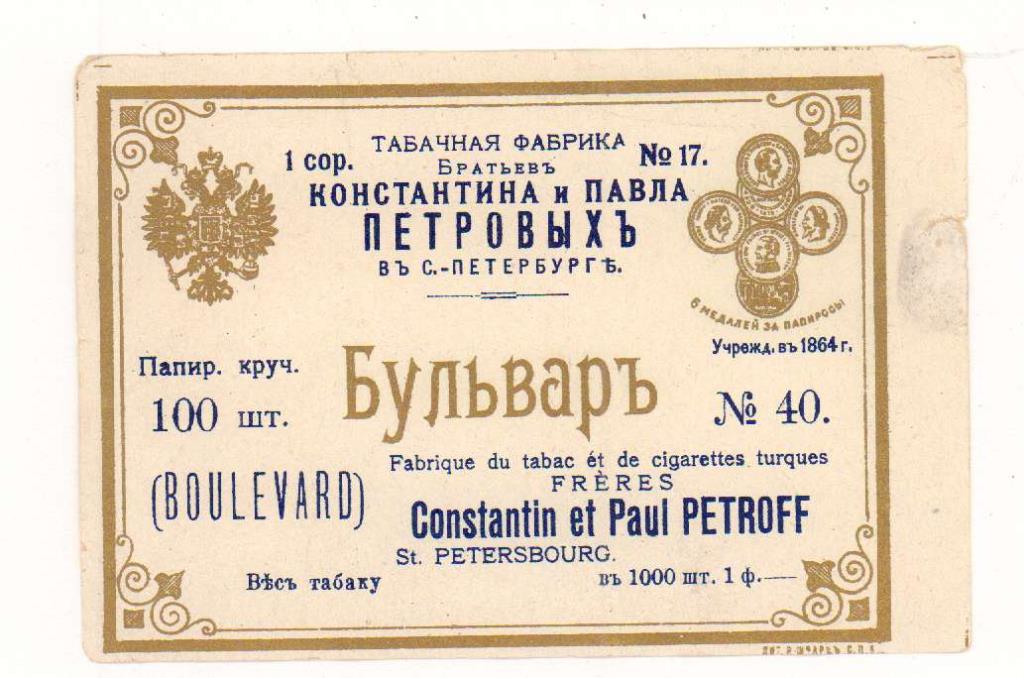 ТАБАЧНАЯ ФАБРИКА
1 сор. БРАТЬЕВЪ № 17.
КОНСТАНТИНА и ПАВЛА
ПЕТРОВЫХЪ
ВЪ С.-ПЕТЕРБУРГѢ.
6 МЕДАЛЕЙ ЗА ПАПИРОСЫ
Учрежд. въ 1864 г.
Папир. круч.
100 шт.
Бульваръ
№ 40.
(BOULEVARD)
Fabrique du tabac ét de cigarettes turques
FRÈRES
Constantin et Paul PETROFF
St. PETERSBOURG.
Вѣсъ табаку въ 1000 шт. 1 ф.—